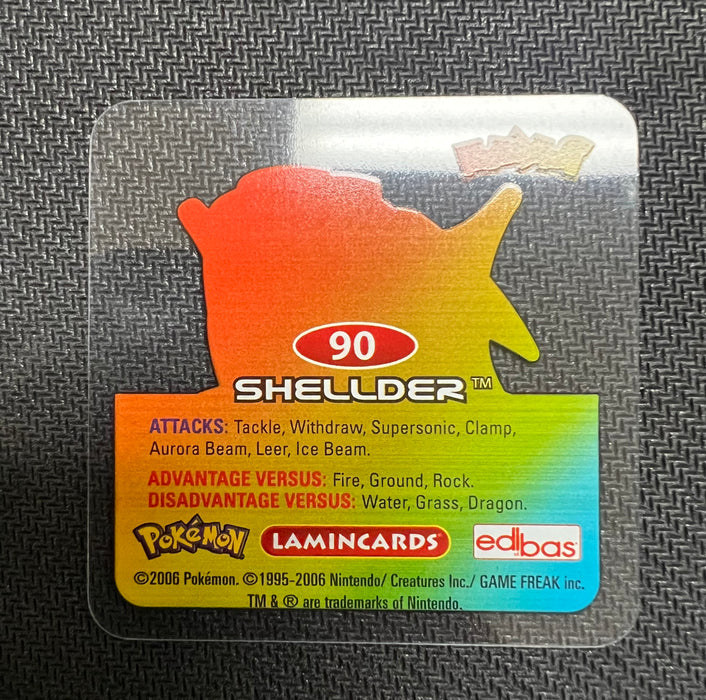 90
SHELLDER™
ATTACKS: Tackle, Withdraw, Supersonic, Clamp,
Aurora Beam, Leer, Ice Beam.
ADVANTAGE VERSUS: Fire, Ground, Rock.
DISADVANTAGE VERSUS: Water, Grass, Dragon.
POKéMON LAMINCARDS® edibas
©2006 Pokémon. ©1995-2006 Nintendo/ Creatures Inc./ GAME FREAK inc.
TM & ® are trademarks of Nintendo.